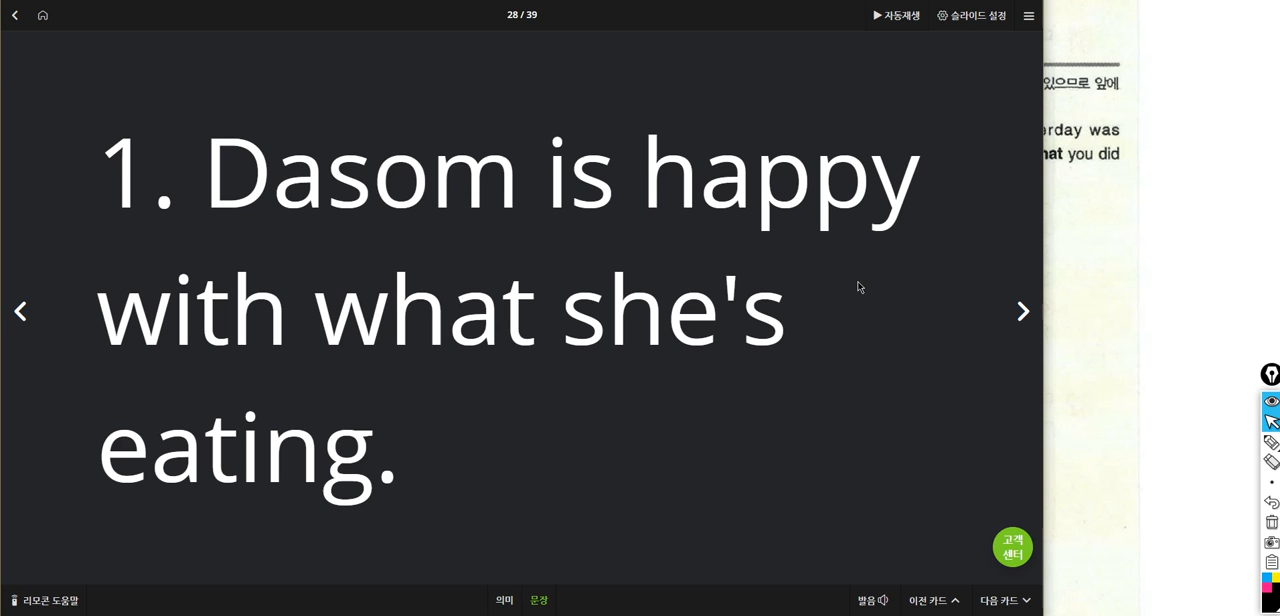 28 / 39
자동재생
슬라이드 설정
1. Dasom is happy
with what she's
eating.
있으므로 앞에
was
you did
고객
센터
리모콘 도움말
의미
문장
발음
이전 카드
다음 카드